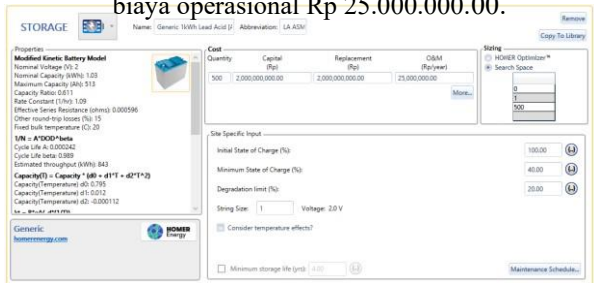 biaya operasional Rp 25.000.000.00.
STORAGE
Name: Generic 1kWh Lead Acid [A
Abbreviation: LA ASM
Remove
Copy To Library
Properties
Modified Kinetic Battery Model
Nominal Voltage (V): 2
Nominal Capacity (kWh): 1.03
Maximum Capacity (Ah): 513
Capacity Ratio: 0.611
Rate Constant (1/hr): 1.09
Effective Series Resistance (ohms): 0.000596
Other round-trip losses (%): 15
Fixed bulk temperature (C): 20
1/N = A*DOD^beta
Cycle Life A: 0.000242
Cycle Life beta: 0.989
Estimated throughput (kWh): 843
Capacity(T) = Capacity * (d0 + d1*T + d2*T^2)
Capacity(Temperature) d0: 0.795
Capacity(Temperature) d1: 0.012
Capacity(Temperature) d2: -0.000112
Generic
homerenergy.com
HOMER
Energy
Cost
Quantity Capital (Rp) Replacement (Rp) O&M (Rp/year)
500 2,000,000,000.00 2,000,000,000.00 25,000,000.00
More...
Sizing
HOMER Optimizer™
Search Space
0
1
500
Site Specific Input
Initial State of Charge (%): 100.00 (..)
Minimum State of Charge (%): 40.00 (..)
Degradation limit (%): 20.00 (..)
String Size: 1 Voltage: 2.0 V
Consider temperature effects?
Minimum storage life (yrs): 4.00 (..)
Maintenance Schedule...